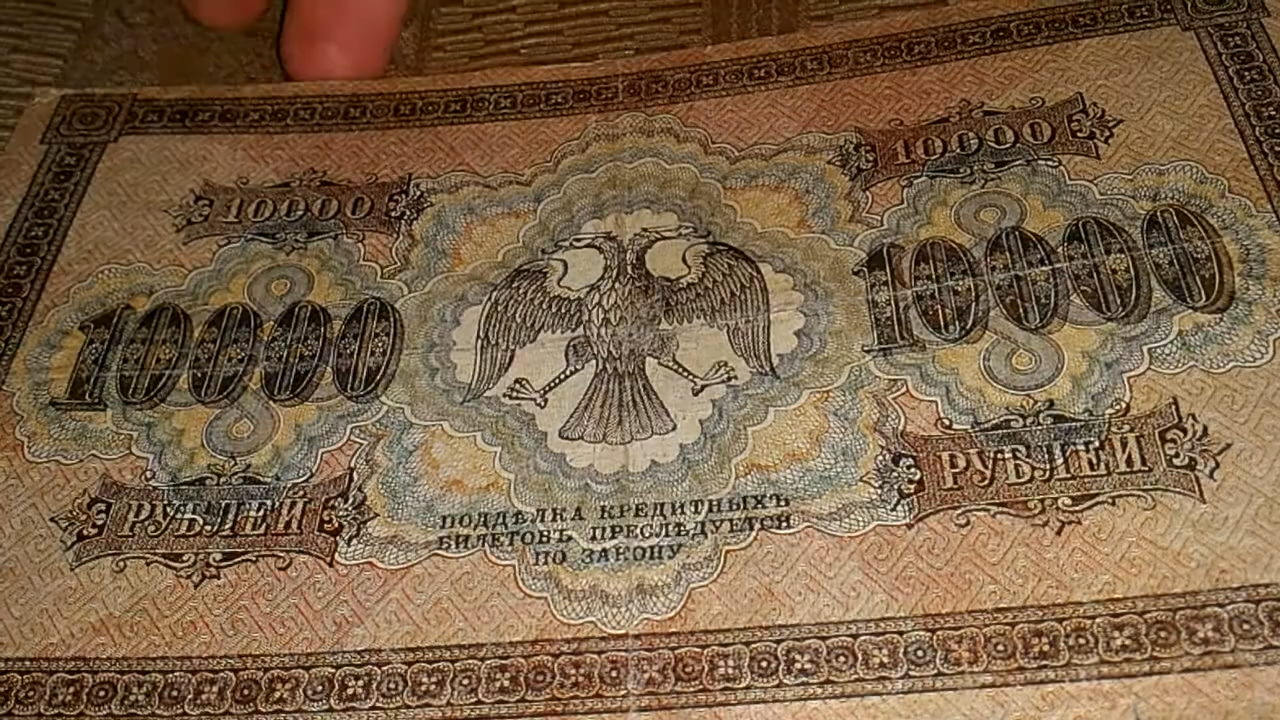 10000
10000
10000
10000
РУБЛЕЙ
РУБЛЕЙ
ПОДДѢЛКА КРЕДИТНЫХЪ
БИЛЕТОВЪ ПРЕСЛѢДУЕТСЯ
ПО ЗАКОНУ.